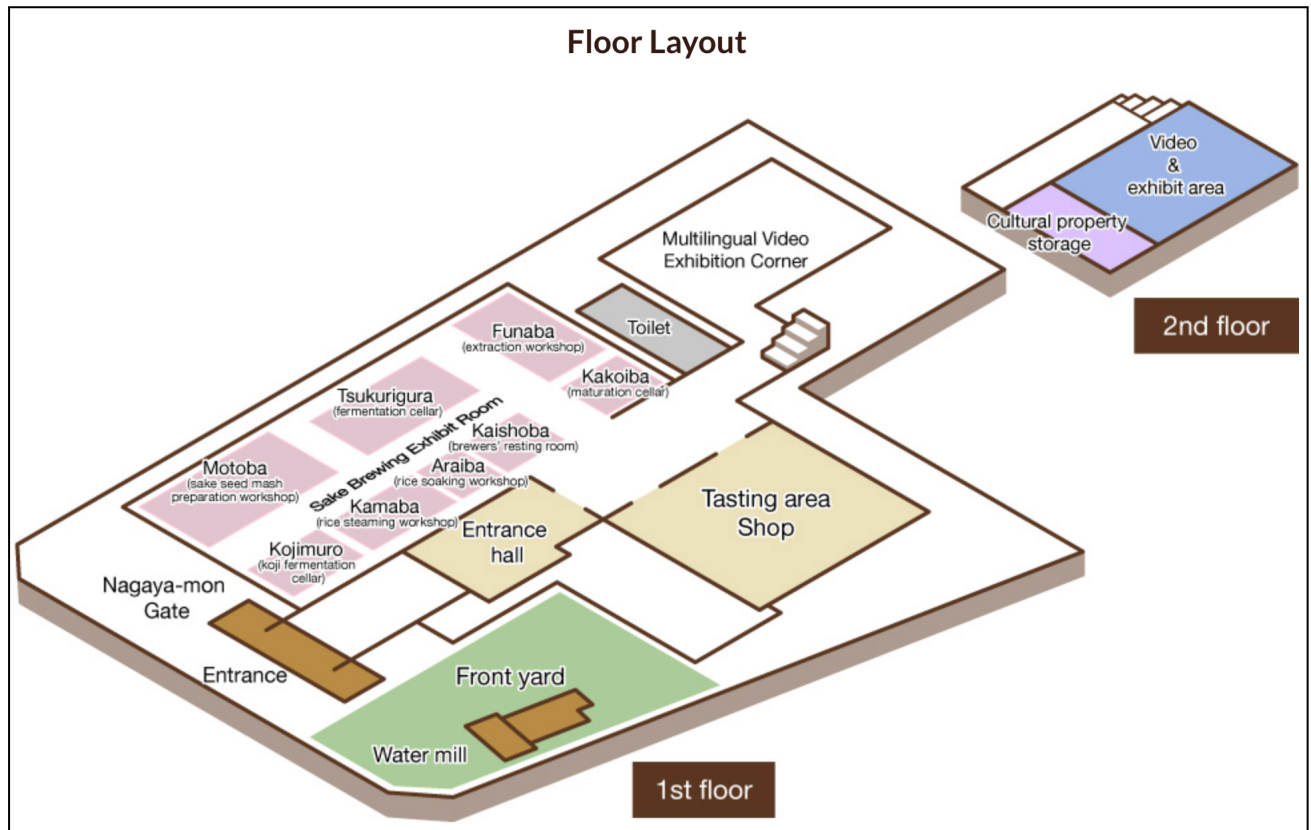 Floor Layout
Video
&
exhibit area
Cultural property
storage
2nd floor
Multilingual Video
Exhibition Corner
Toilet
Funaba
(extraction workshop)
Kakoiba
(maturation cellar)
Tsukurigura
(fermentation cellar)
Sake Brewing Exhibit Room
Kaishoba
(brewers' resting room)
Araiba
(rice soaking workshop)
Motoba
(sake seed mash
preparation workshop)
Kamaba
(rice steaming workshop)
Kojimuro
(koji fermentation
cellar)
Entrance
hall
Tasting area
Shop
Nagaya-mon
Gate
Entrance
Front yard
Water mill
1st floor